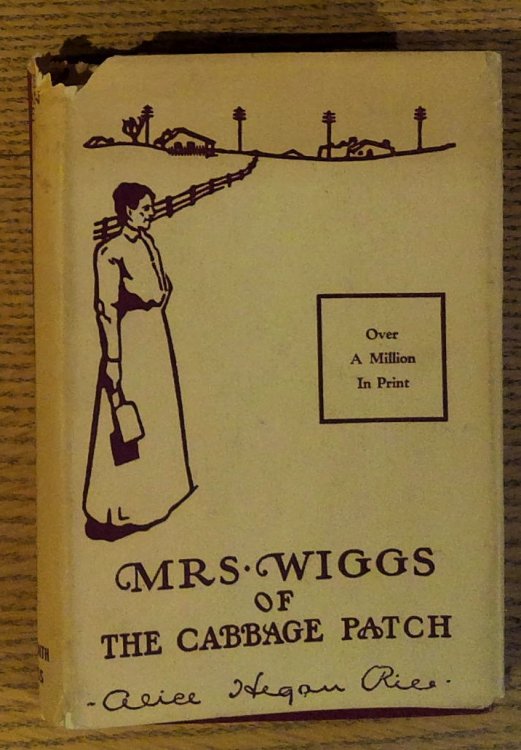 Over
A Million
In Print
MRS. WIGGS
OF
THE CABBAGE PATCH
-Alice Hegan Rice-